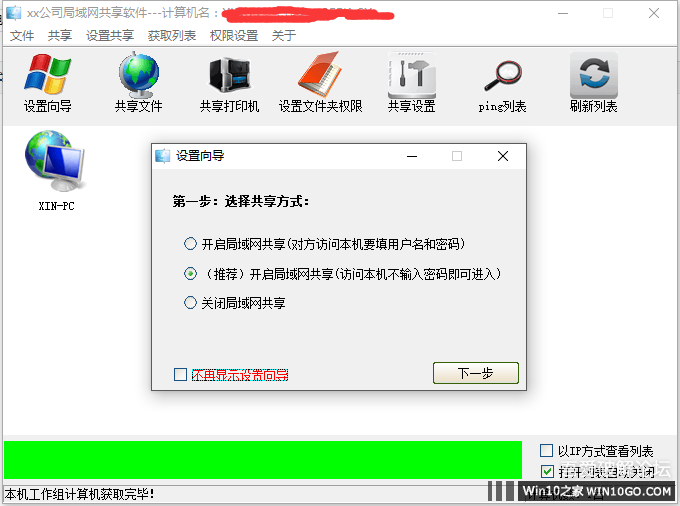 xx公司局域网共享软件---计算机名:
文件 共享 设置共享 获取列表 权限设置 关于
设置向导 共享文件 共享打印机 设置文件夹权限 共享设置 ping列表 刷新列表
XIN-PC
设置向导
第一步: 选择共享方式:
开启局域网共享(对方访问本机要填用户名和密码)
（推荐）开启局域网共享(访问本机不输入密码即可进入)
关闭局域网共享
不再显示设置向导
下一步
以IP方式查看列表
打开列表自动关闭
本机工作组计算机获取完毕!
Win10之家 WIN10GO.COM